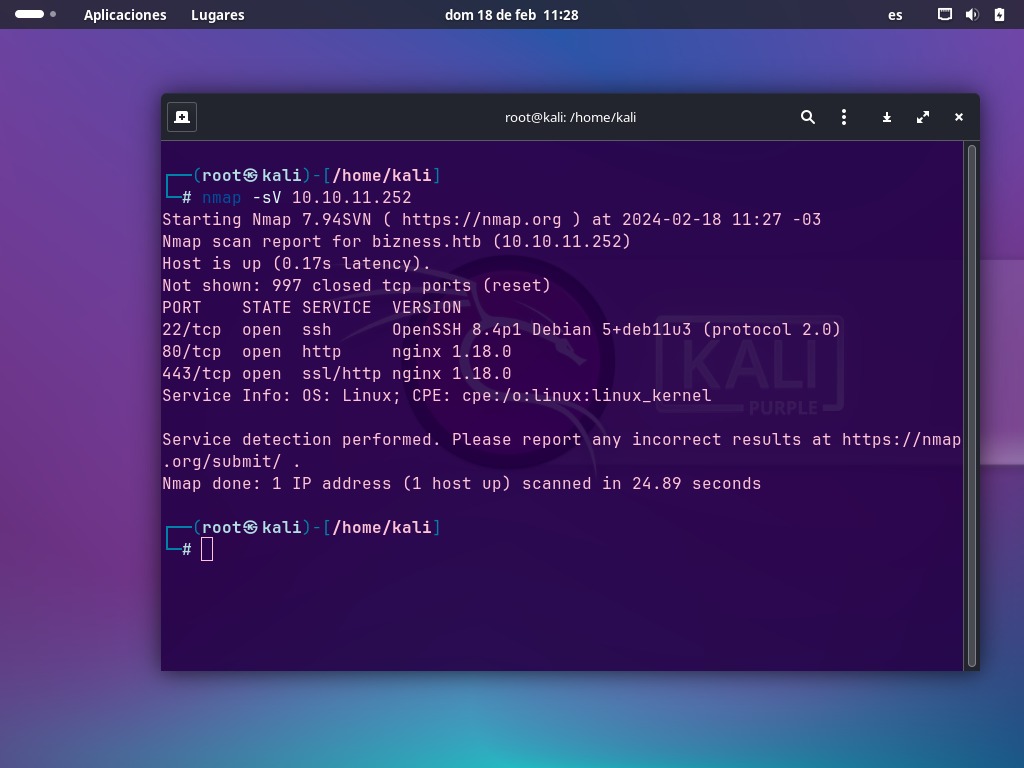 Aplicaciones Lugares dom 18 de feb 11:28 es
root@kali: /home/kali
┌──(root㉿kali)-[/home/kali]
└─# nmap -sV 10.10.11.252
Starting Nmap 7.94SVN ( https://nmap.org ) at 2024-02-18 11:27 -03
Nmap scan report for bizness.htb (10.10.11.252)
Host is up (0.17s latency).
Not shown: 997 closed tcp ports (reset)
PORT    STATE SERVICE  VERSION
22/tcp  open  ssh      OpenSSH 8.4p1 Debian 5+deb11u3 (protocol 2.0)
80/tcp  open  http     nginx 1.18.0
443/tcp open  ssl/http nginx 1.18.0
Service Info: OS: Linux; CPE: cpe:/o:linux:linux_kernel
Service detection performed. Please report any incorrect results at https://nmap
.org/submit/ .
Nmap done: 1 IP address (1 host up) scanned in 24.89 seconds
┌──(root㉿kali)-[/home/kali]
└─#
KALI
PURPLE